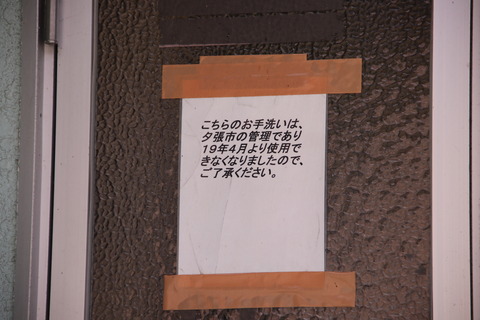 こちらのお手洗いは、
夕張市の管理であり
19年4月より使用で
きなくなりましたので、
ご了承ください。